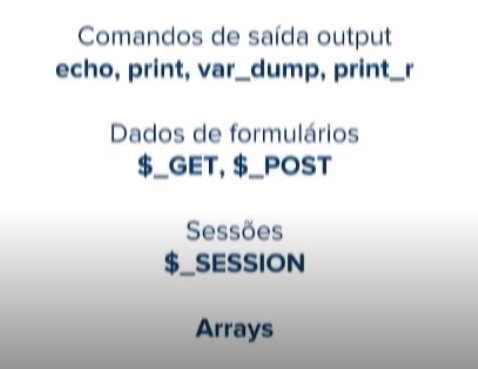 Comandos de saída output
echo, print, var_dump, print_r
Dados de formulários
$_GET, $_POST
Sessões
$_SESSION
Arrays